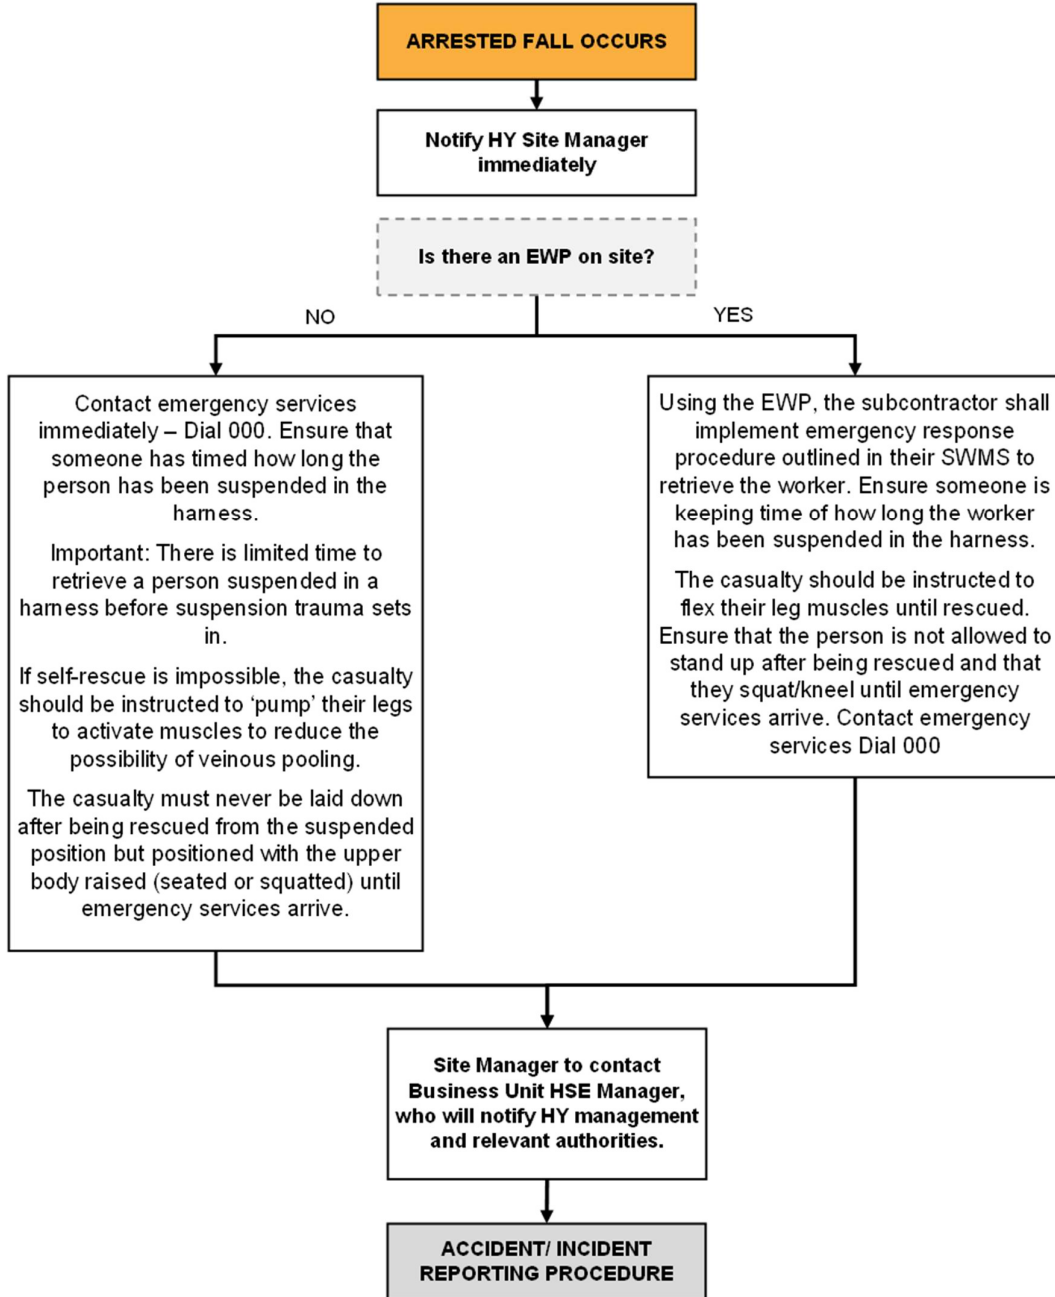 ARRESTED FALL OCCURS
Notify HY Site Manager
immediately
Is there an EWP on site?
NO
YES
Contact emergency services
immediately – Dial 000. Ensure that
someone has timed how long the
person has been suspended in the
harness.
Important: There is limited time to
retrieve a person suspended in a
harness before suspension trauma sets
in.
If self-rescue is impossible, the casualty
should be instructed to ‘pump’ their legs
to activate muscles to reduce the
possibility of veinous pooling.
The casualty must never be laid down
after being rescued from the suspended
position but positioned with the upper
body raised (seated or squatted) until
emergency services arrive.
Using the EWP, the subcontractor shall
implement emergency response
procedure outlined in their SWMS to
retrieve the worker. Ensure someone is
keeping time of how long the worker
has been suspended in the harness.
The casualty should be instructed to
flex their leg muscles until rescued.
Ensure that the person is not allowed to
stand up after being rescued and that
they squat/kneel until emergency
services arrive. Contact emergency
services Dial 000
Site Manager to contact
Business Unit HSE Manager,
who will notify HY management
and relevant authorities.
ACCIDENT/ INCIDENT
REPORTING PROCEDURE